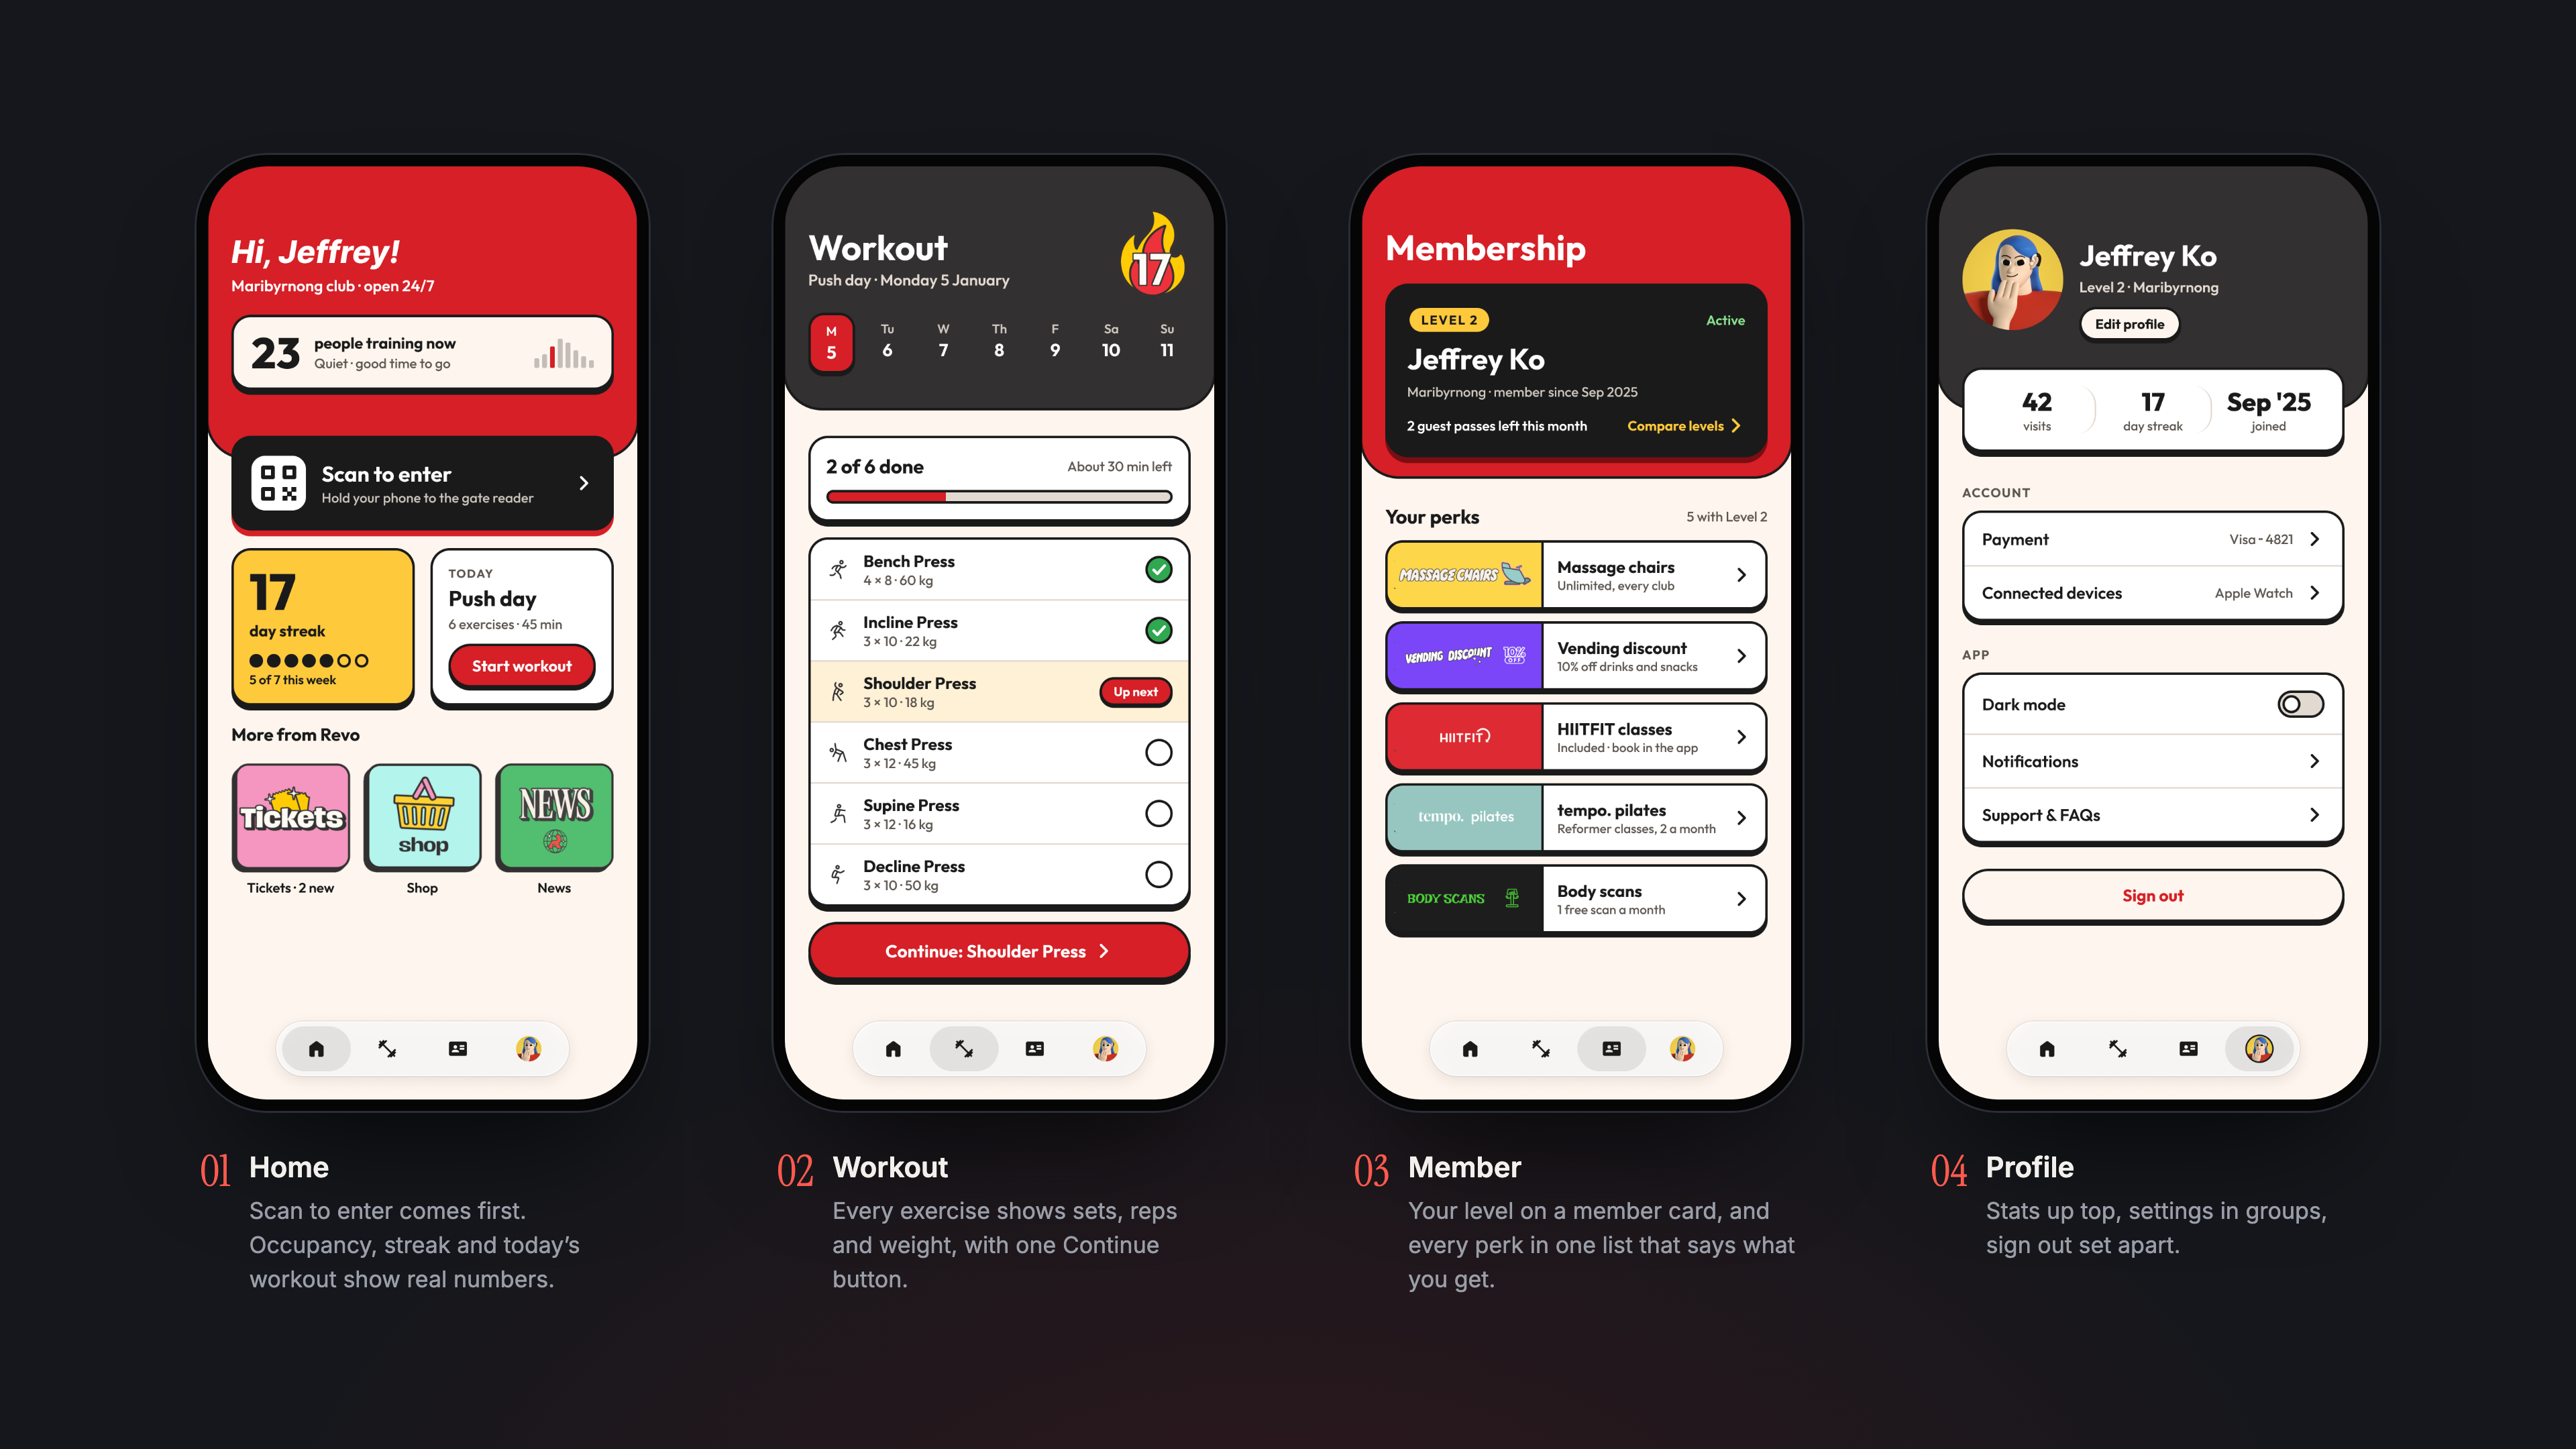 Hi, Jeffrey!
Maribyrnong club · open 24/7
23
people training now
Quiet · good time to go
Scan to enter
Hold your phone to the gate reader
17
day streak
5 of 7 this week
TODAY
Push day
6 exercises · 45 min
Start workout
More from Revo
Tickets
shop
NEWS
Tickets · 2 new
Shop
News
01 Home
Scan to enter comes first.
Occupancy, streak and today’s
workout show real numbers.
Workout
Push day · Monday 5 January
17
M Tu W Th F Sa Su
5 6 7 8 9 10 11
2 of 6 done
About 30 min left
Bench Press
4 × 8 · 60 kg
Incline Press
3 × 10 · 22 kg
Shoulder Press
3 × 10 · 18 kg
Up next
Chest Press
3 × 12 · 45 kg
Supine Press
3 × 12 · 16 kg
Decline Press
3 × 10 · 50 kg
Continue: Shoulder Press
02 Workout
Every exercise shows sets, reps
and weight, with one Continue
button.
Membership
LEVEL 2
Active
Jeffrey Ko
Maribyrnong · member since Sep 2025
2 guest passes left this month
Compare levels
Your perks
5 with Level 2
MASSAGE CHAIRS
Massage chairs
Unlimited, every club
VENDING DISCOUNT 10% OFF
Vending discount
10% off drinks and snacks
HIITFIT
HIITFIT classes
Included · book in the app
tempo. pilates
tempo. pilates
Reformer classes, 2 a month
BODY SCANS
Body scans
1 free scan a month
03 Member
Your level on a member card, and
every perk in one list that says what
you get.
Jeffrey Ko
Level 2 · Maribyrnong
Edit profile
42
visits
17
day streak
Sep '25
joined
ACCOUNT
Payment
Visa · 4821
Connected devices
Apple Watch
APP
Dark mode
Notifications
Support & FAQs
Sign out
04 Profile
Stats up top, settings in groups,
sign out set apart.